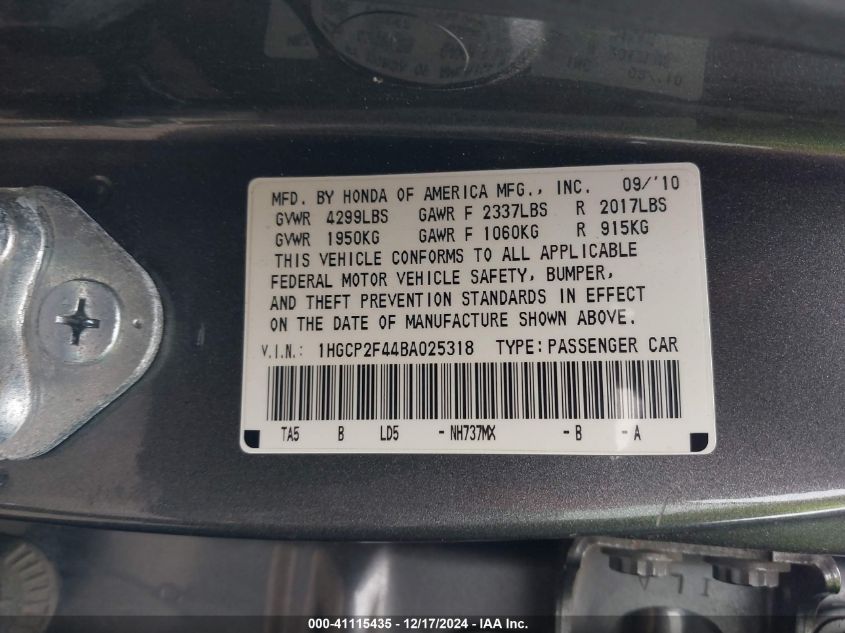 MFD. BY HONDA OF AMERICA MFG., INC. 09/'10
GVWR 4299LBS GAWR F 2337LBS R 2017LBS
GVWR 1950KG GAWR F 1060KG R 915KG
THIS VEHICLE CONFORMS TO ALL APPLICABLE
FEDERAL MOTOR VEHICLE SAFETY, BUMPER,
AND THEFT PREVENTION STANDARDS IN EFFECT
ON THE DATE OF MANUFACTURE SHOWN ABOVE.
V.I.N.: 1HGCP2F44BA025318 TYPE: PASSENGER CAR
TA5 B LD5 - NH737MX - B - A
000-41115435 - 12/17/2024 - IAA Inc.